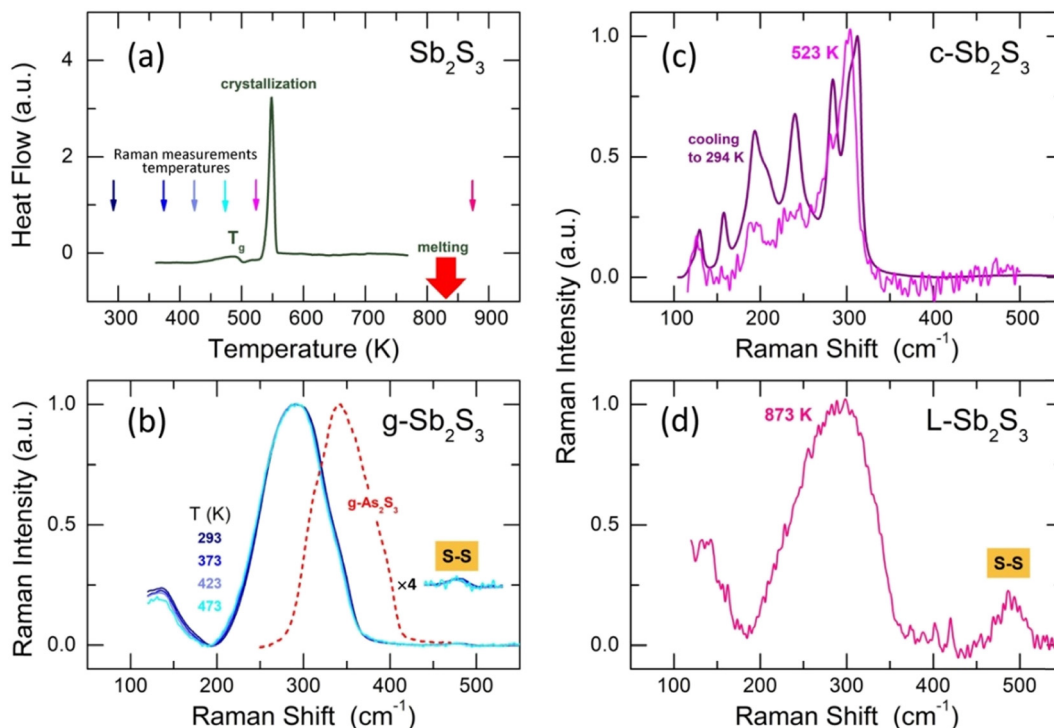 (a)
Sb₂S₃
crystallization
Raman measurements
temperatures
Tg
melting
Heat Flow (a.u.)
0
2
4
300 400 500 600 700 800 900
Temperature (K)
(c)
c-Sb₂S₃
523 K
cooling
to 294 K
0.0
0.5
1.0
100 200 300 400 500
Raman Shift (cm⁻¹)
Raman Intensity (a.u.)
(b)
g-Sb₂S₃
g-As₂S₃
T (K)
293
373
423
473
S-S
×4
0.0
0.5
1.0
Raman Intensity (a.u.)
100 200 300 400 500
Raman Shift (cm⁻¹)
(d)
L-Sb₂S₃
873 K
S-S
0.0
0.5
1.0
100 200 300 400 500
Raman Shift (cm⁻¹)